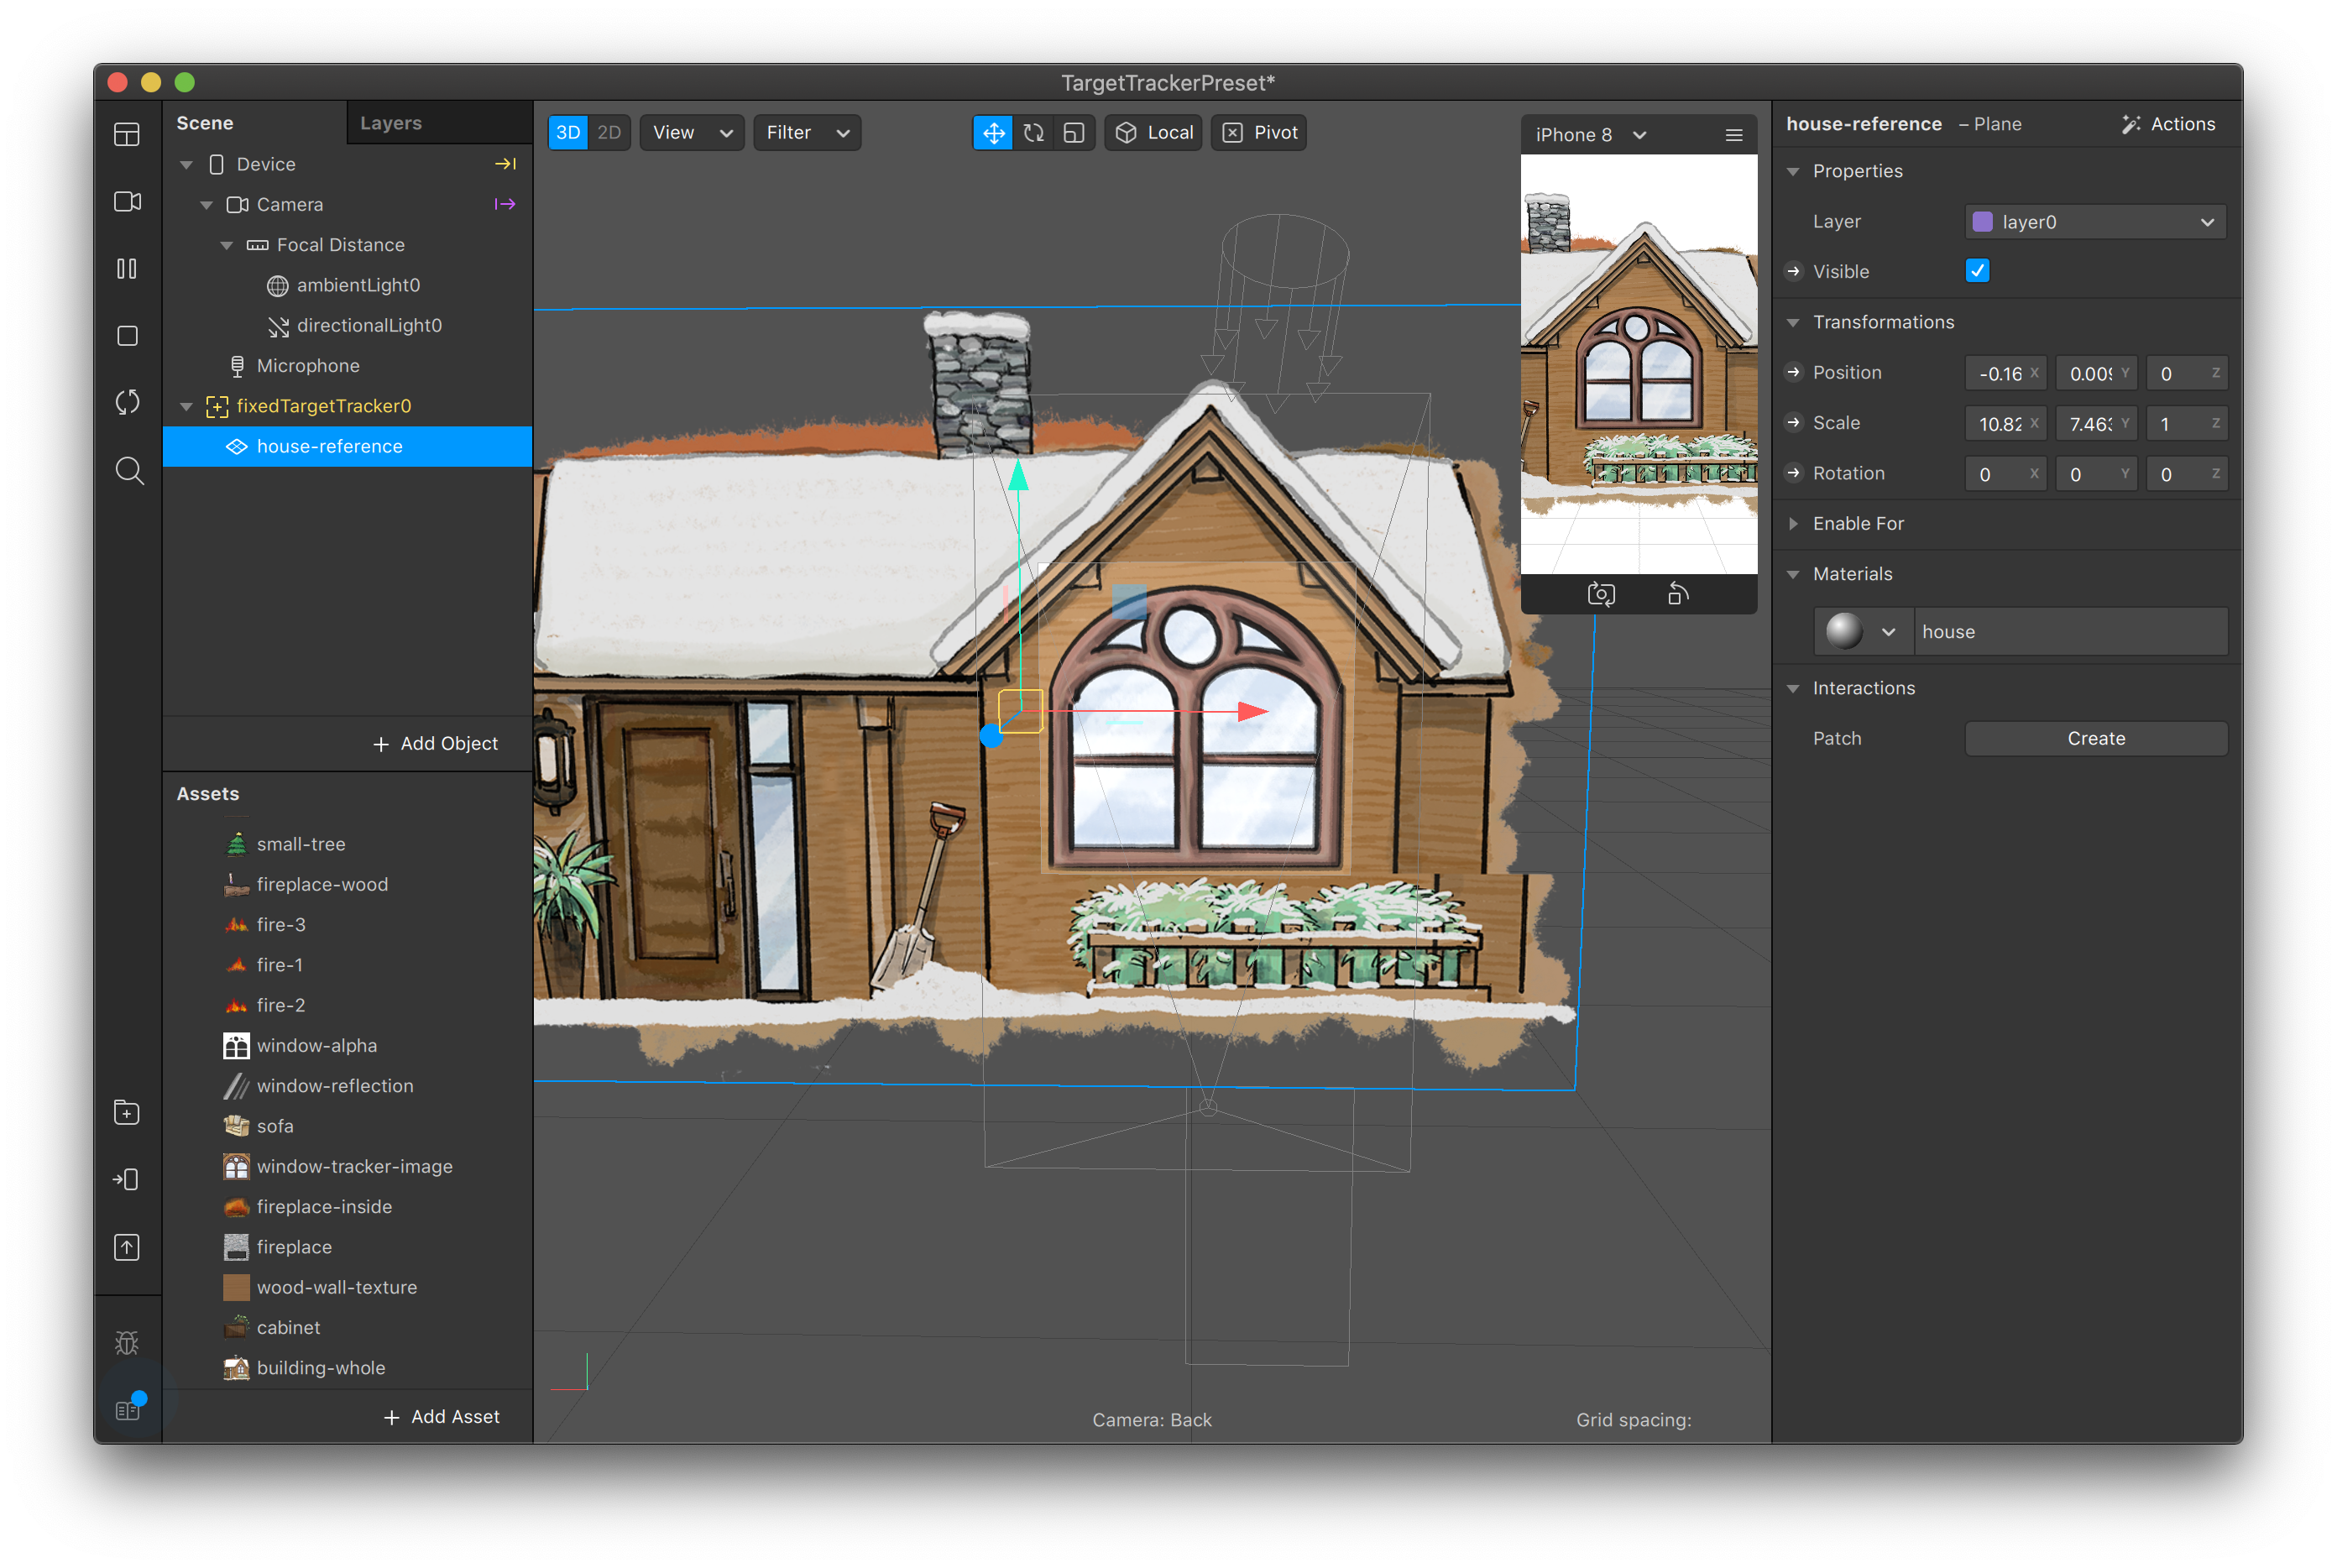 TargetTrackerPreset*
Scene
Layers
Device
Camera
Focal Distance
ambientLight0
directionalLight0
Microphone
fixedTargetTracker0
house-reference
+ Add Object
Assets
small-tree
fireplace-wood
fire-3
fire-1
fire-2
window-alpha
window-reflection
sofa
window-tracker-image
fireplace-inside
fireplace
wood-wall-texture
cabinet
building-whole
+ Add Asset
3D 2D View Filter Local Pivot
iPhone 8
Camera: Back
Grid spacing:
house-reference – Plane Actions
Properties
Layer layer0
Visible
Transformations
Position -0.16 X 0.009 Y 0 Z
Scale 10.82 X 7.463 Y 1 Z
Rotation 0 X 0 Y 0 Z
Enable For
Materials
house
Interactions
Patch Create